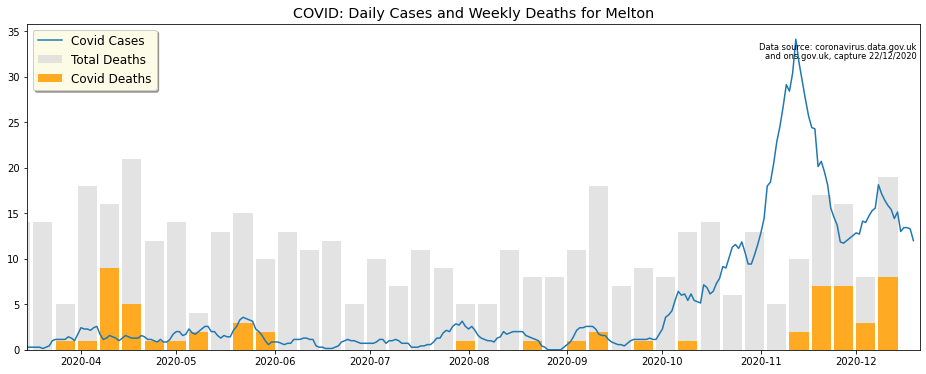 COVID: Daily Cases and Weekly Deaths for Melton
Covid Cases
Total Deaths
Covid Deaths
Data source: coronavirus.data.gov.uk
and ons.gov.uk, capture 22/12/2020
35
30
25
20
15
10
5
0
2020-04 2020-05 2020-06 2020-07 2020-08 2020-09 2020-10 2020-11 2020-12